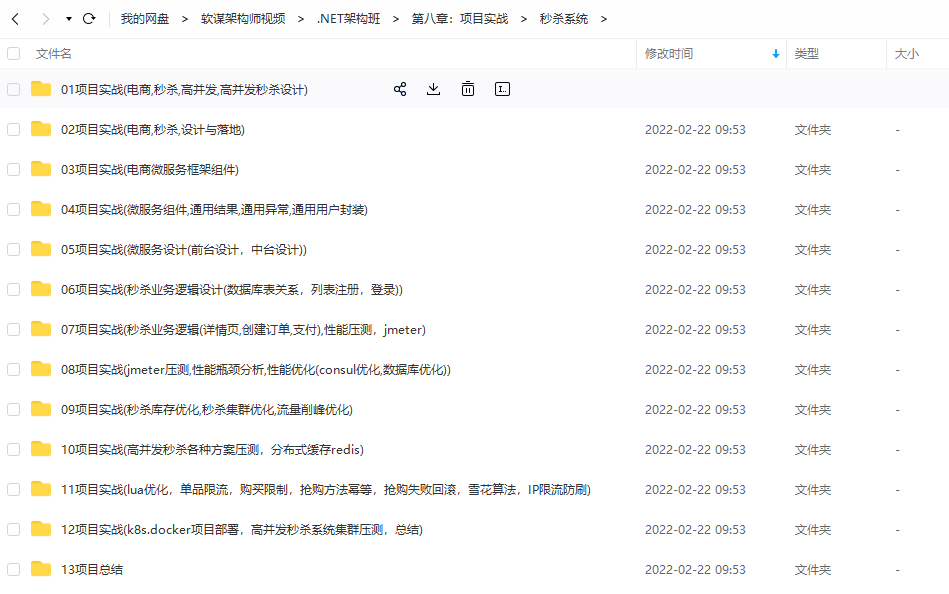 我的网盘 > 软谋架构师视频 > .NET架构班 > 第八章：项目实战 > 秒杀系统 >
文件名 修改时间 类型 大小
01项目实战(电商,秒杀,高并发,高并发秒杀设计)
02项目实战(电商,秒杀,设计与落地) 2022-02-22 09:53 文件夹 -
03项目实战(电商微服务框架组件) 2022-02-22 09:53 文件夹 -
04项目实战(微服务组件,通用结果,通用异常,通用用户封装) 2022-02-22 09:53 文件夹 -
05项目实战(微服务设计(前台设计，中台设计)) 2022-02-22 09:53 文件夹 -
06项目实战(秒杀业务逻辑设计(数据库表关系，列表注册，登录)) 2022-02-22 09:53 文件夹 -
07项目实战(秒杀业务逻辑(详情页,创建订单,支付),性能压测，jmeter) 2022-02-22 09:53 文件夹 -
08项目实战(jmeter压测,性能瓶颈分析,性能优化(consul优化,数据库优化)) 2022-02-22 09:53 文件夹 -
09项目实战(秒杀库存优化,秒杀集群优化,流量削峰优化) 2022-02-22 09:53 文件夹 -
10项目实战(高并发秒杀各种方案压测，分布式缓存redis) 2022-02-22 09:53 文件夹 -
11项目实战(lua优化，单品限流，购买限制，抢购方法幂等，抢购失败回滚，雪花算法，IP限流防刷) 2022-02-22 09:53 文件夹 -
12项目实战(k8s.docker项目部署，高并发秒杀系统集群压测，总结) 2022-02-22 09:53 文件夹 -
13项目总结 2022-02-22 09:53 文件夹 -